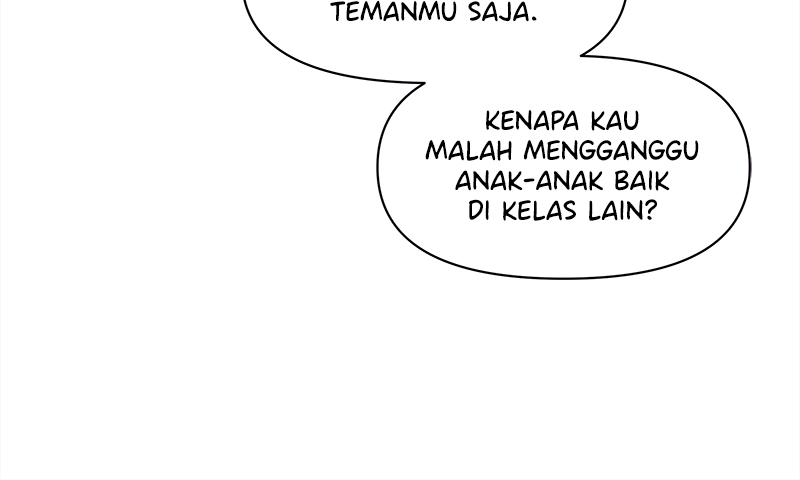 TEMANMU SAJA.
KENAPA KAU
MALAH MENGGANGGU
ANAK-ANAK BAIK
DI KELAS LAIN?